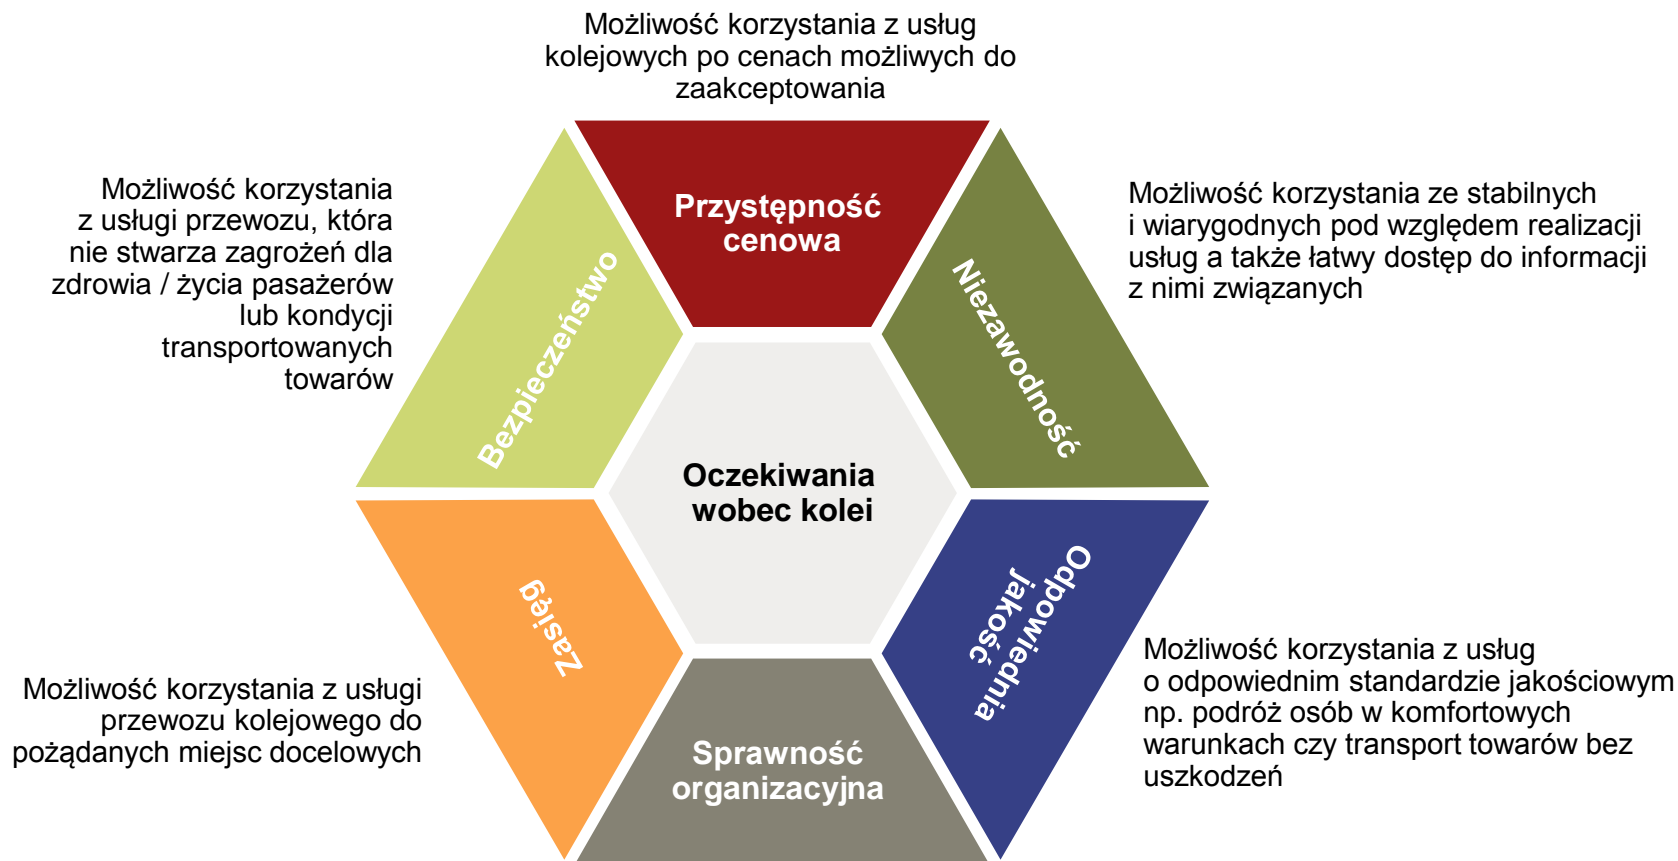 Możliwość korzystania z usług
kolejowych po cenach możliwych do
zaakceptowania
Przystępność
cenowa
Możliwość korzystania
z usługi przewozu, która
nie stwarza zagrożeń dla
zdrowia / życia pasażerów
lub kondycji
transportowanych
towarów
Bezpieczeństwo
Niezawodność
Możliwość korzystania ze stabilnych
i wiarygodnych pod względem realizacji
usług a także łatwy dostęp do informacji
z nimi związanych
Oczekiwania
wobec kolei
Zasięg
Możliwość korzystania z usługi
przewozu kolejowego do
pożądanych miejsc docelowych
Sprawność
organizacyjna
Odpowiednia
jakość
Możliwość korzystania z usług
o odpowiednim standardzie jakościowym
np. podróż osób w komfortowych
warunkach czy transport towarów bez
uszkodzeń